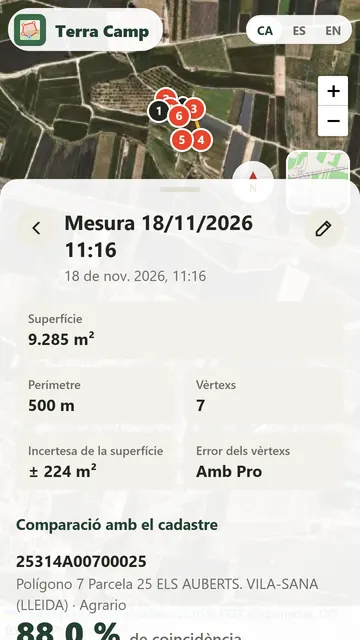 Terra Camp
CA ES EN
+
−
1
3
6
5
4
N
Mesura 18/11/2026
11:16
18 de nov. 2026, 11:16
Superfície
9.285 m²
Perímetre
500 m
Vèrtexs
7
Incertesa de la superfície
± 224 m²
Error dels vèrtexs
Amb Pro
Comparació amb el cadastre
25314A00700025
Polígono 7 Parcela 25 ELS AUBERTS. VILA-SANA
(LLEIDA) · Agrario
88,0 % de coincidència